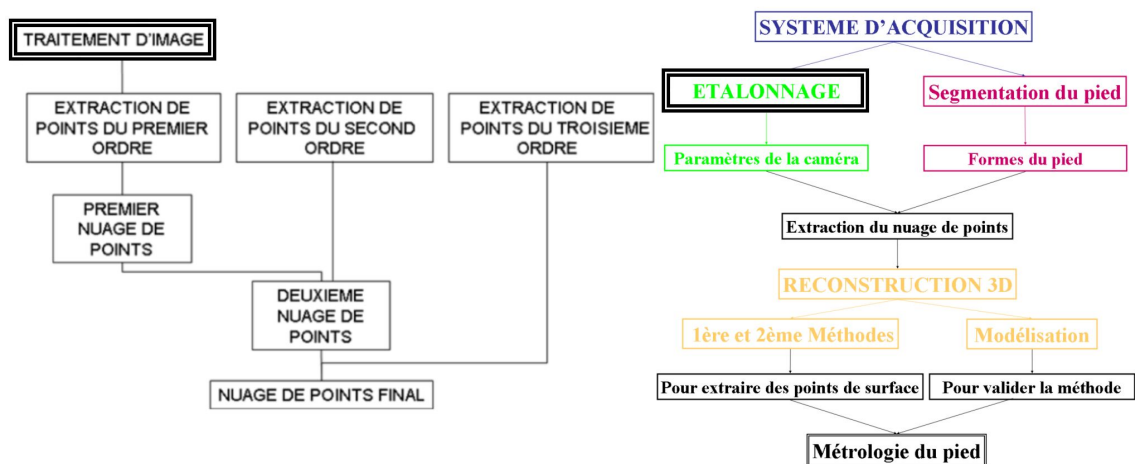 TRAITEMENT D'IMAGE
EXTRACTION DE
POINTS DU PREMIER
ORDRE
EXTRACTION DE
POINTS DU SECOND
ORDRE
EXTRACTION DE
POINTS DU TROISIEME
ORDRE
PREMIER
NUAGE DE
POINTS
DEUXIEME
NUAGE DE
POINTS
NUAGE DE POINTS FINAL
SYSTEME D'ACQUISITION
ETALONNAGE
Segmentation du pied
Paramètres de la caméra
Formes du pied
Extraction du nuage de points
RECONSTRUCTION 3D
1ère et 2ème Méthodes
Modélisation
Pour extraire des points de surface
Pour valider la méthode
Métrologie du pied